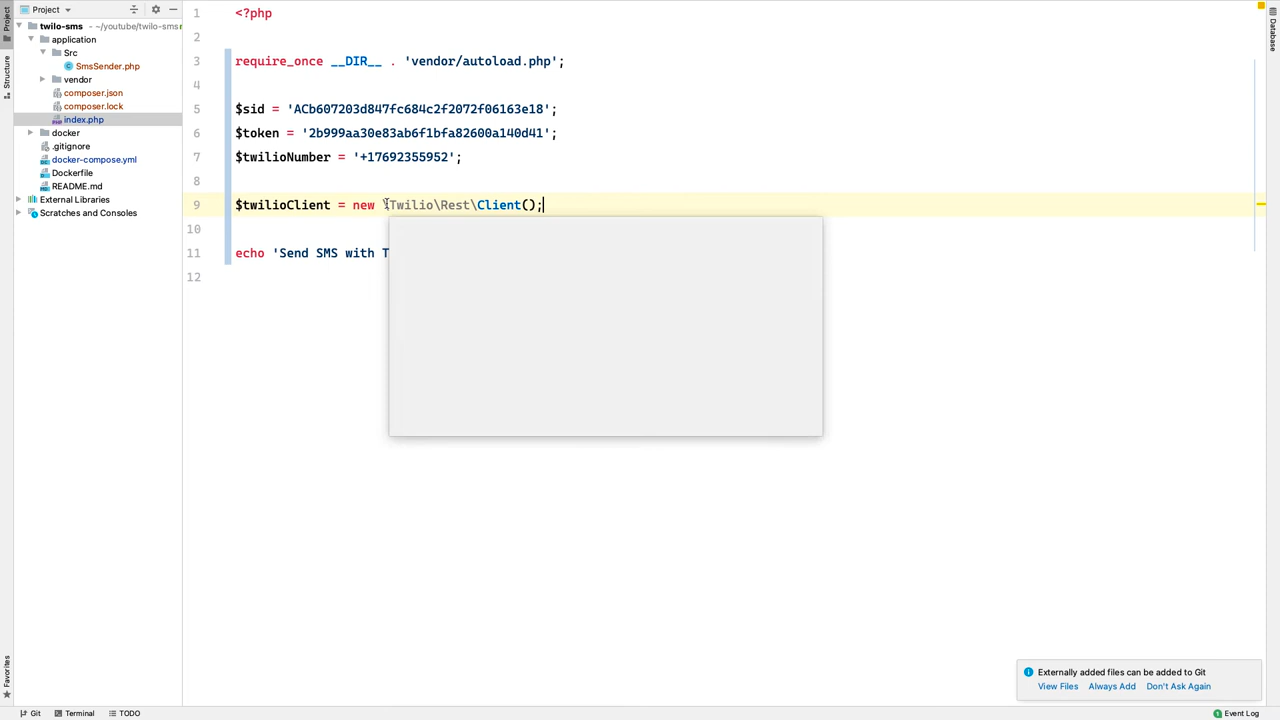 Project
twilo-sms ~/youtube/twilo-sms
application
Src
SmsSender.php
vendor
composer.json
composer.lock
index.php
docker
.gitignore
docker-compose.yml
Dockerfile
README.md
External Libraries
Scratches and Consoles
Project
Structure
Favorites
Database
1 <?php
2
3 require_once __DIR__ . 'vendor/autoload.php';
4
5 $sid = 'ACb607203d847fc684c2f2072f06163e18';
6 $token = '2b999aa30e83ab6f1bfa82600a140d41';
7 $twilioNumber = '+17692355952';
8
9 $twilioClient = new \Twilio\Rest\Client();
10
11 echo 'Send SMS with T
12
Externally added files can be added to Git
View Files Always Add Don't Ask Again
Git Terminal TODO
1 Event Log